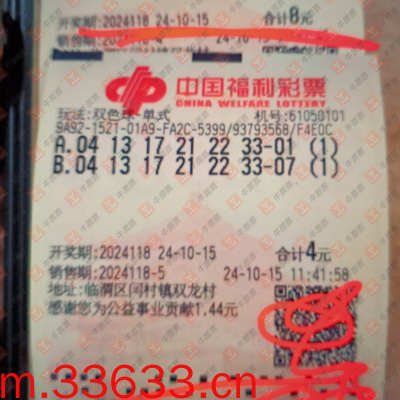 开奖期:2024118 24-10-15 合计8元
中国福利彩票
CHINA WELFARE LOTTERY
玩法:双色球·单式 机号:61050101
9A92-1521-01A9-FA2C-5399/93793568/F4E0C
A.04 13 17 21 22 33-01 (1)
B.04 13 17 21 22 33-07 (1)
开奖期:2024118 24-10-15 合计4元
销售期:2024118-5 24-10-15 11:41:58
地址:临渭区闫村镇双龙村
感谢您为公益事业贡献1.44元
m.33633.cn